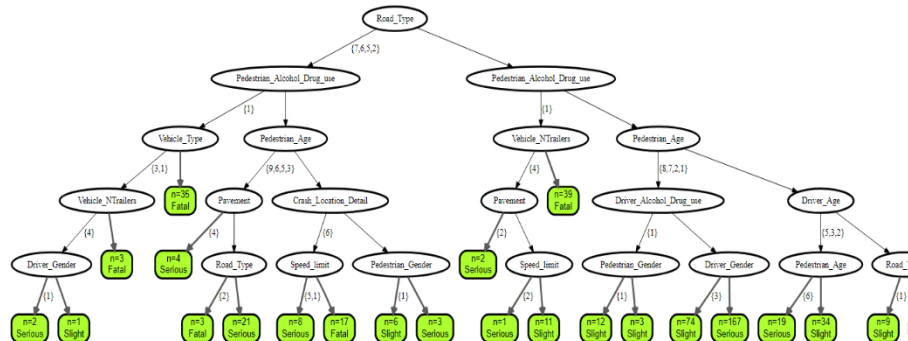 Road_Type
{7,6,5,2}
Pedestrian_Alcohol_Drug_use
Pedestrian_Alcohol_Drug_use
{1}
{1}
Vehicle_Type
Pedestrian_Age
Vehicle_NTrailers
Pedestrian_Age
{3,1}
{9,6,5,3}
{4}
{8,7,2,1}
Vehicle_NTrailers
n=36
Fatal
Pavement
Crash_Location_Detail
Pavement
n=39
Fatal
Driver_Alcohol_Drug_use
Driver_Age
{4}
{4}
{6}
{2}
{1}
{5,3,2}
Driver_Gender
n=3
Fatal
n=4
Serious
Road_Type
Speed_limit
Pedestrian_Gender
n=2
Serious
Speed_limit
Pedestrian_Gender
Driver_Gender
Pedestrian_Age
Road_T
{1}
{2}
{5,1}
{1}
{2}
{1}
{3}
{6}
{1}
n=2
Serious
n=1
Slight
n=3
Fatal
n=21
Serious
n=8
Serious
n=17
Fatal
n=6
Slight
n=3
Serious
n=1
Serious
n=11
Slight
n=12
Slight
n=3
Slight
n=74
Slight
n=167
Serious
n=19
Serious
n=34
Slight
n=9
Slight